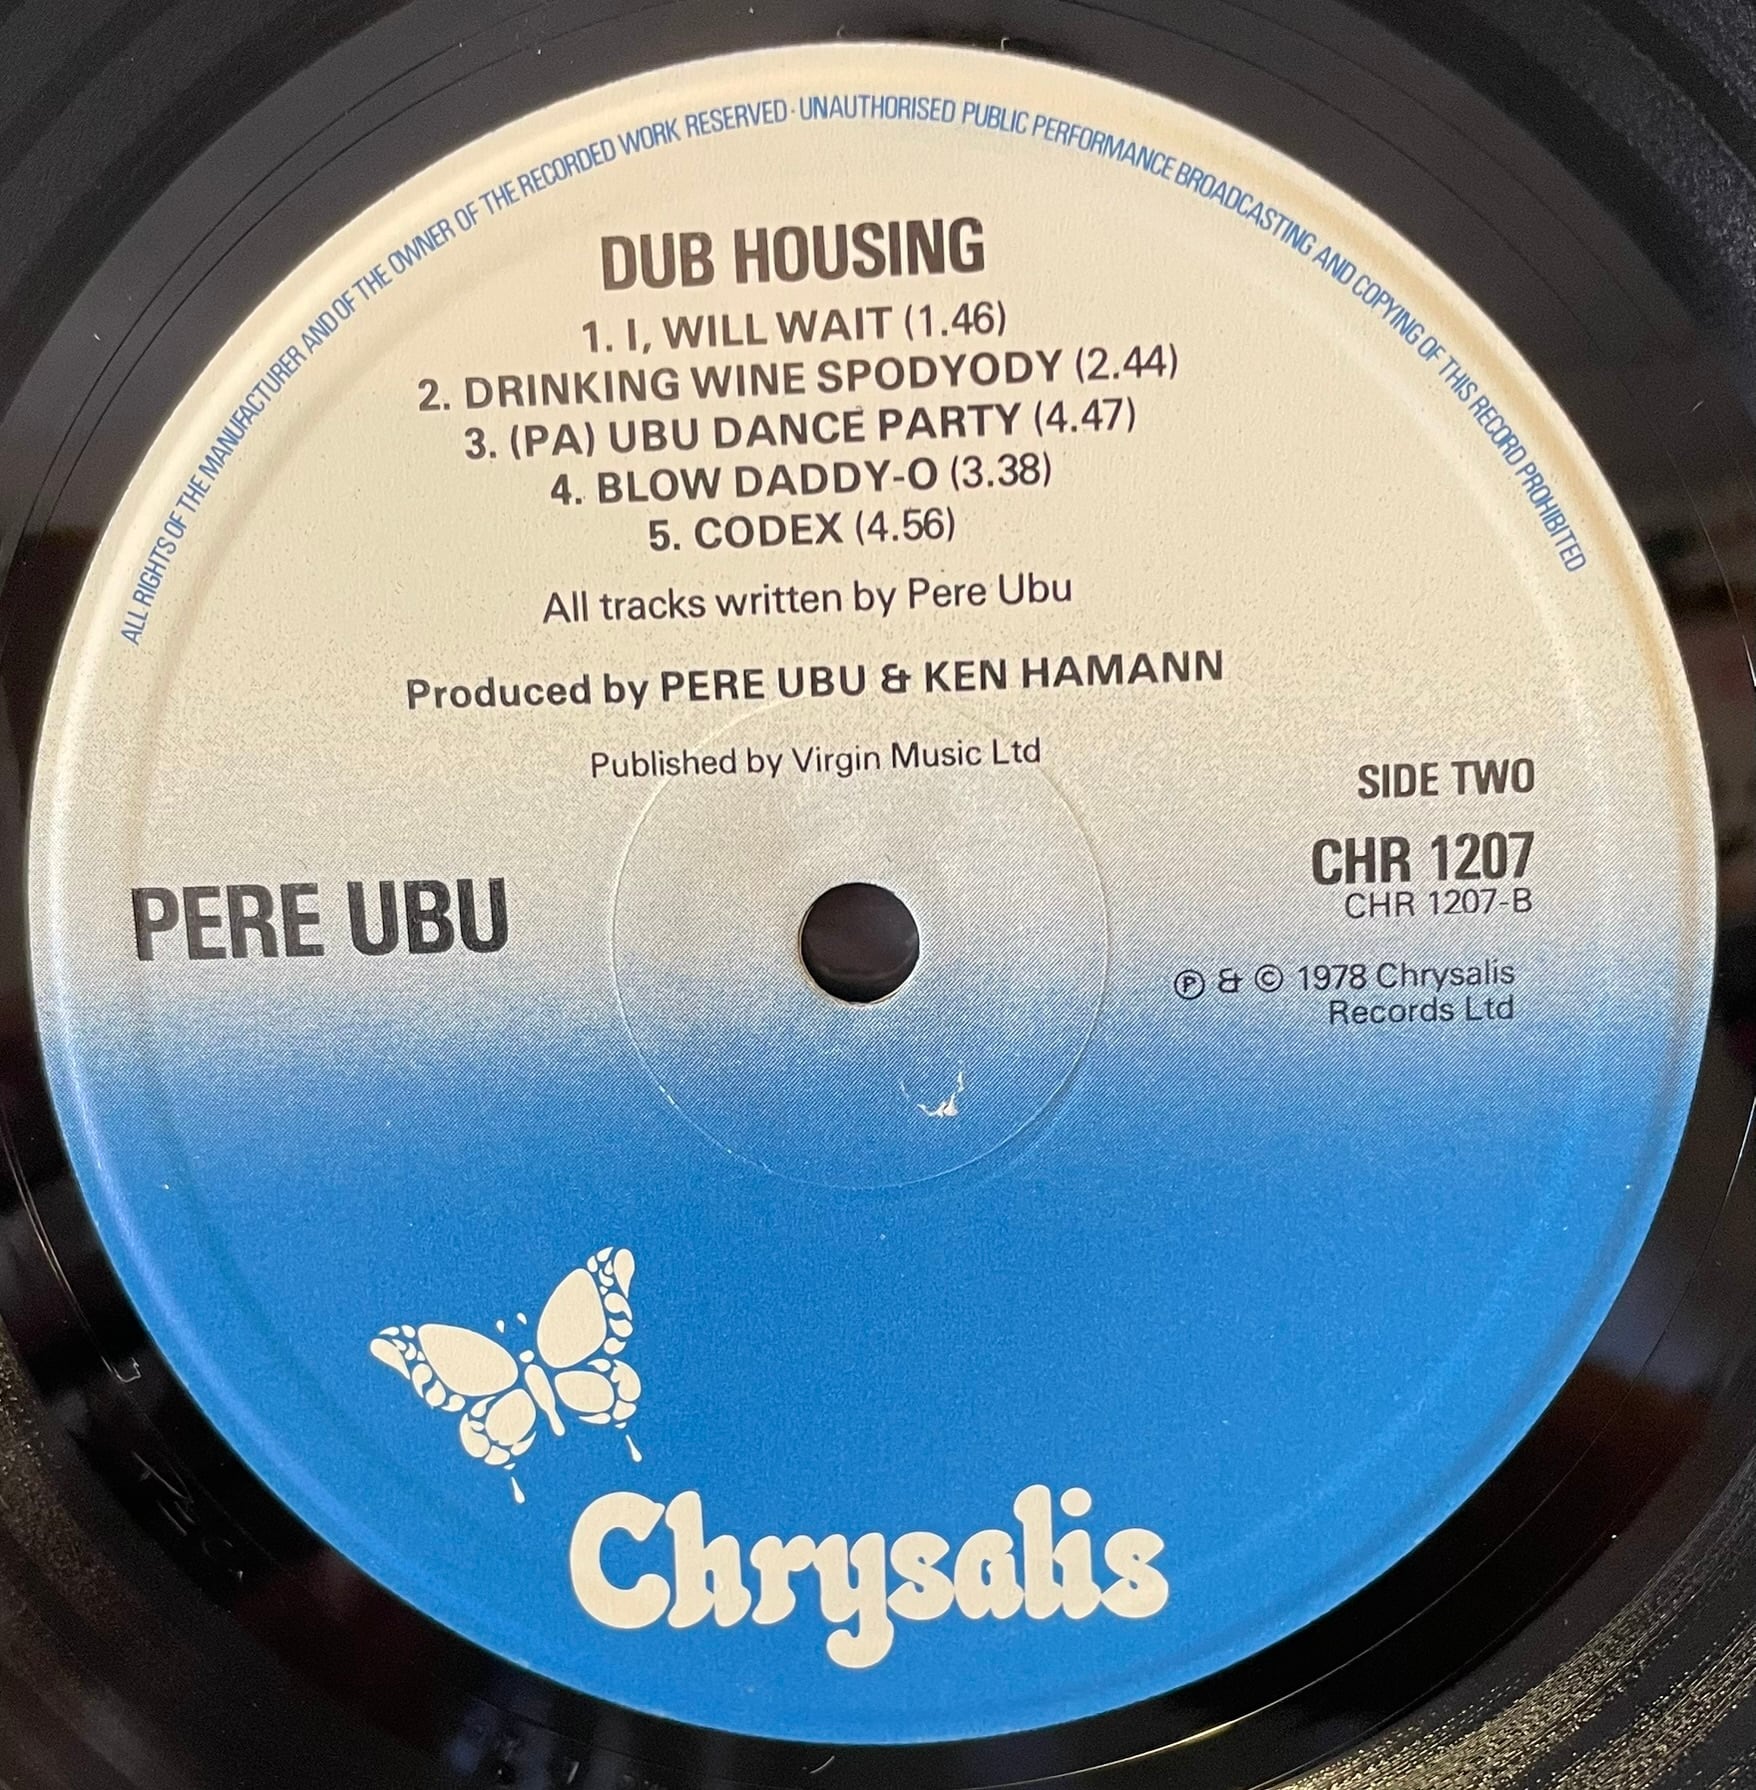 ALL RIGHTS OF THE MANUFACTURER AND OF THE OWNER OF THE RECORDED WORK RESERVED · UNAUTHORISED PUBLIC PERFORMANCE BROADCASTING AND COPYING OF THIS RECORD PROHIBITED
DUB HOUSING
1. I, WILL WAIT (1.46)
2. DRINKING WINE SPODYODY (2.44)
3. (PA) UBU DANCE PARTY (4.47)
4. BLOW DADDY-O (3.38)
5. CODEX (4.56)
All tracks written by Pere Ubu
Produced by PERE UBU & KEN HAMANN
Published by Virgin Music Ltd
SIDE TWO
CHR 1207
CHR 1207-B
PERE UBU
Ⓟ & © 1978 Chrysalis
Records Ltd
Chrysalis